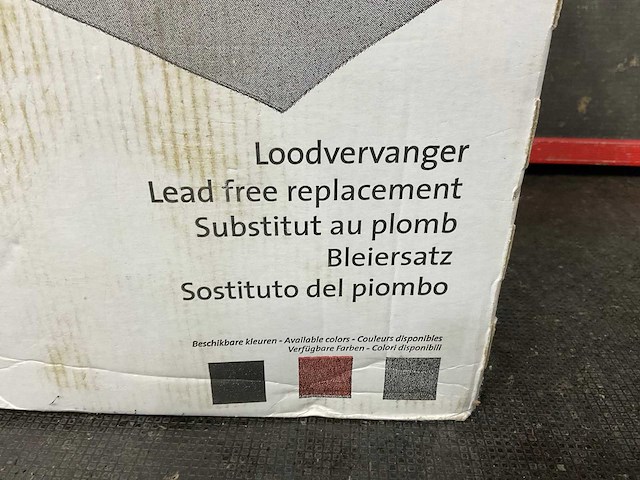 Loodvervanger
Lead free replacement
Substitut au plomb
Bleiersatz
Sostituto del piombo
Beschikbare kleuren - Available colors - Couleurs disponibles
Verfügbare Farben - Colori disponibili